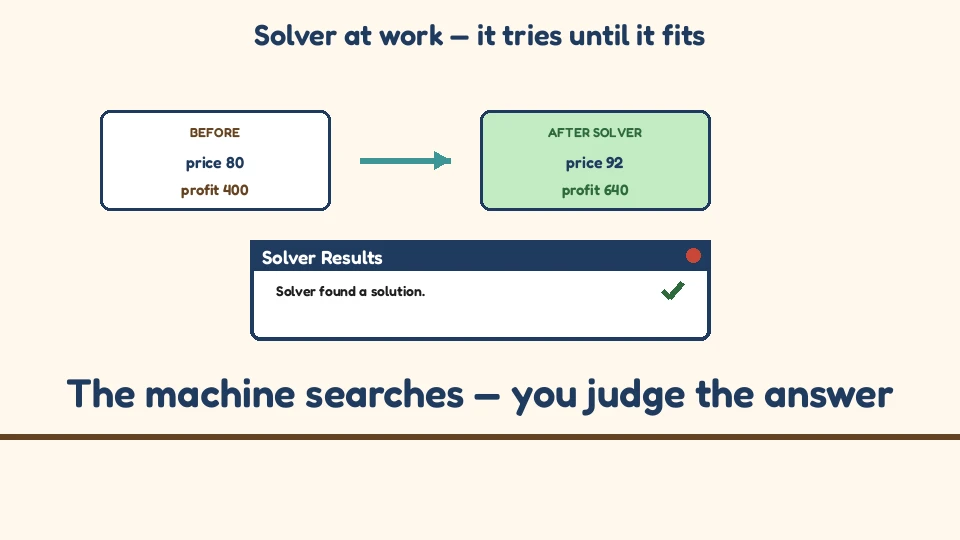 Solver at work — it tries until it fits
BEFORE
price 80
profit 400
AFTER SOLVER
price 92
profit 640
Solver Results
Solver found a solution.
The machine searches — you judge the answer